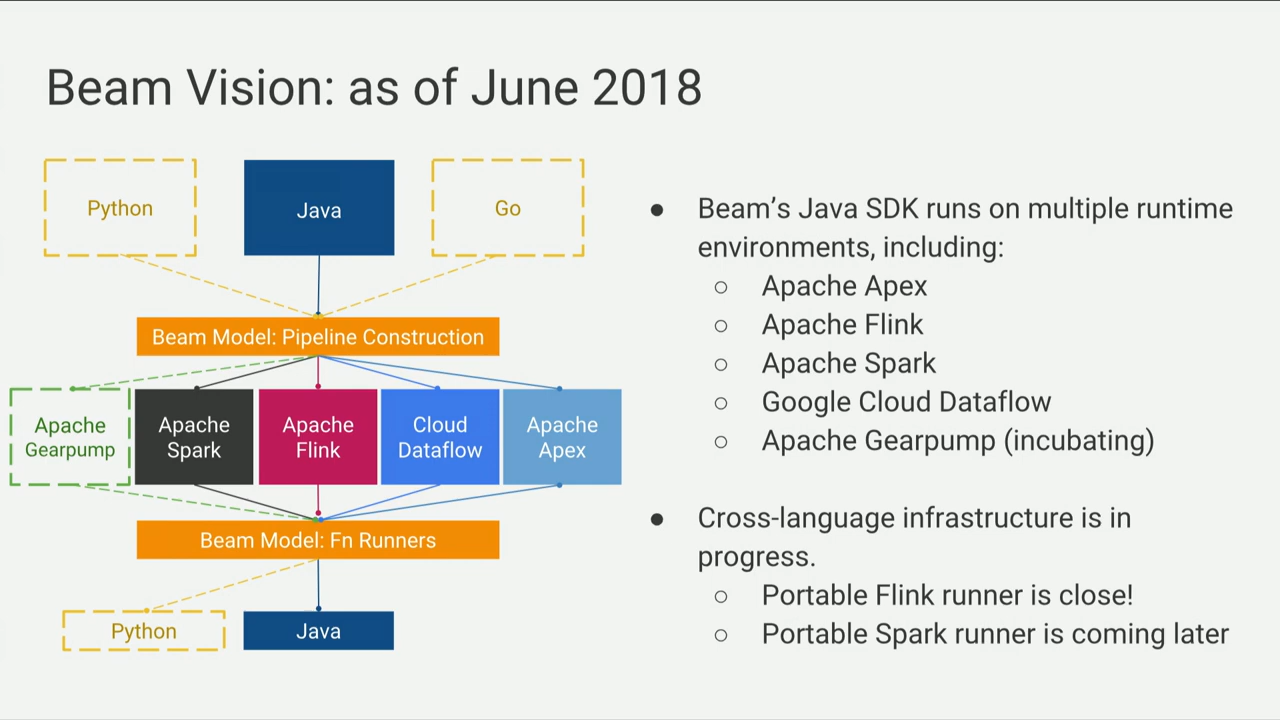 Beam Vision: as of June 2018
Python
Java
Go
Beam Model: Pipeline Construction
Apache
Gearpump
Apache
Spark
Apache
Flink
Cloud
Dataflow
Apache
Apex
Beam Model: Fn Runners
Python
Java
● Beam’s Java SDK runs on multiple runtime
environments, including:
○ Apache Apex
○ Apache Flink
○ Apache Spark
○ Google Cloud Dataflow
○ Apache Gearpump (incubating)
● Cross-language infrastructure is in
progress.
○ Portable Flink runner is close!
○ Portable Spark runner is coming later